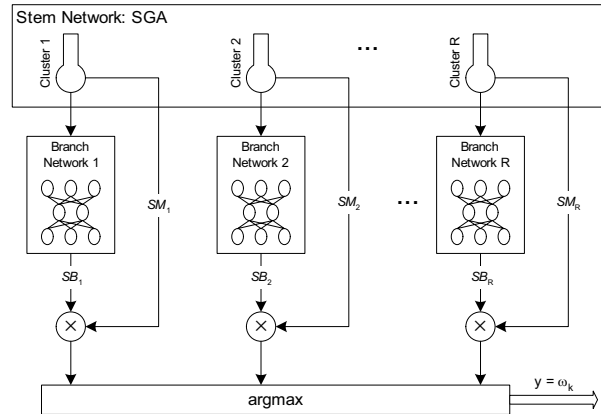 Stem Network: SGA
Cluster 1
Cluster 2
...
Cluster R
Branch
Network 1
Branch
Network 2
...
Branch
Network R
SM1
SM2
SMR
SB1
SB2
SBR
×
×
×
argmax
y = ωk